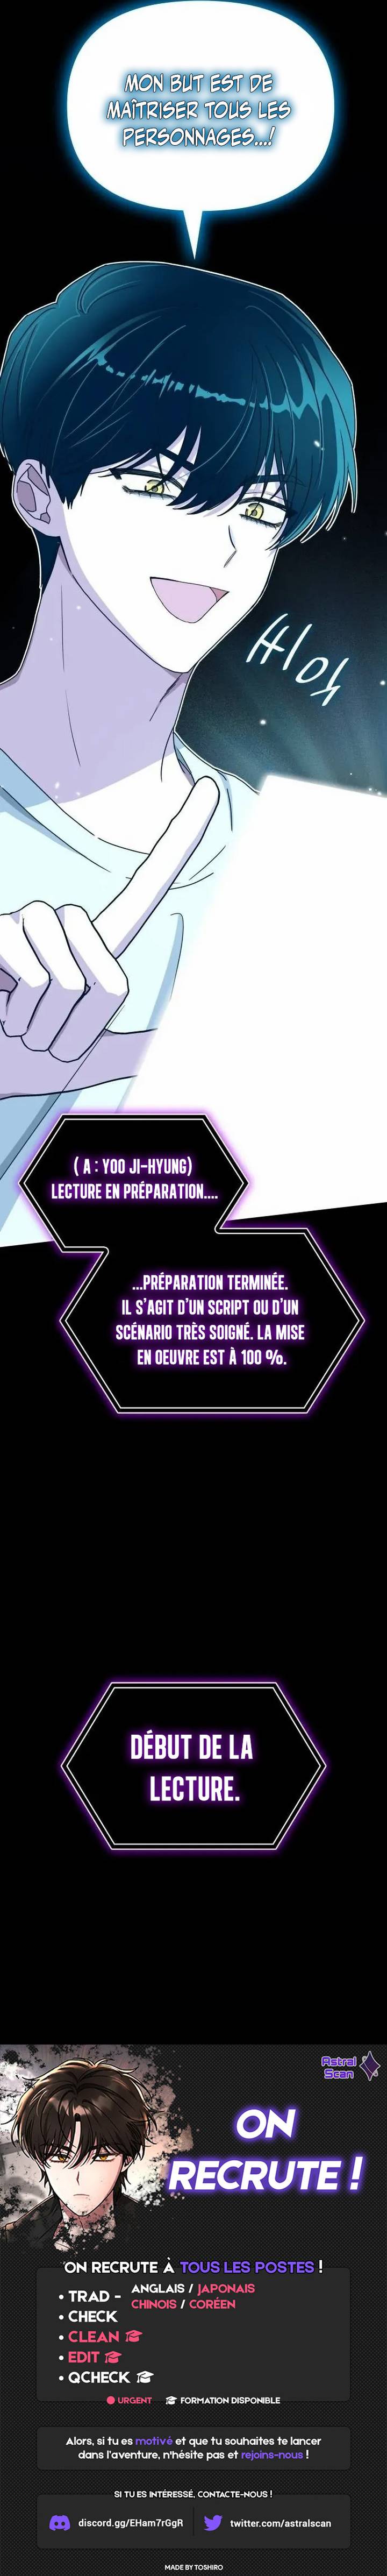 MON BUT EST DE
MAÎTRISER TOUS LES
PERSONNAGES...!
( A : YOO JI-HYUNG)
LECTURE EN PRÉPARATION....
...PRÉPARATION TERMINÉE.
IL S'AGIT D'UN SCRIPT OU D'UN
SCÉNARIO TRÈS SOIGNÉ. LA MISE
EN OEUVRE EST À 100 %.
DÉBUT DE LA
LECTURE.
Astral
Scan
ON
RECRUTE !
ON RECRUTE À TOUS LES POSTES !
• TRAD - ANGLAIS / JAPONAIS
CHINOIS / CORÉEN
• CHECK
• CLEAN
• EDIT
• QCHECK
URGENT FORMATION DISPONIBLE
Alors, si tu es motivé et que tu souhaites te lancer
dans l'aventure, n'hésite pas et rejoins-nous !
SI TU ES INTÉRESSÉ, CONTACTE-NOUS !
discord.gg/EHam7rGgR twitter.com/astralscan
MADE BY TOSHIRO